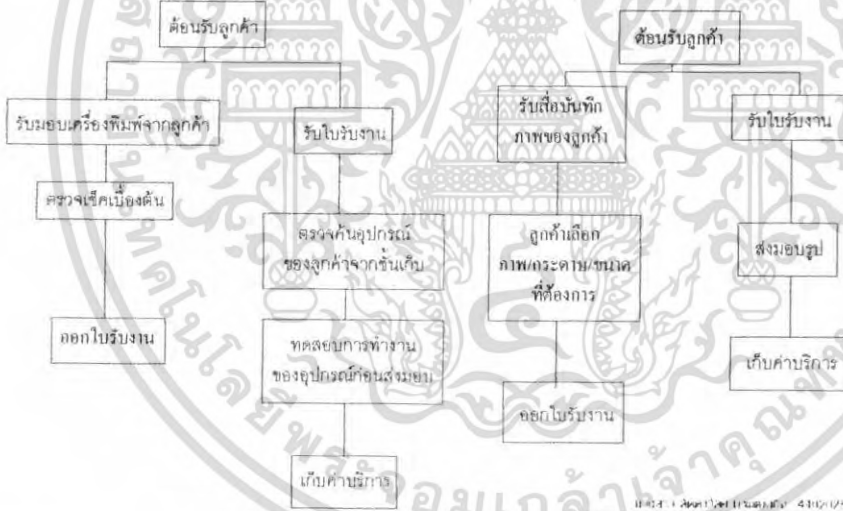 ต้อนรับลูกค้า
รับมอบเครื่องพิมพ์จากลูกค้า
ตรวจเช็คเบื้องต้น
ออกใบรับงาน
รับใบรับงาน
ตรวจค้นอุปกรณ์
ของลูกค้าจากชั้นเก็บ
ทดสอบการทำงาน
ของอุปกรณ์ก่อนส่งมอบ
เก็บค่าบริการ
ต้อนรับลูกค้า
รับสื่อบันทึก
ภาพของลูกค้า
ลูกค้าเลือก
ภาพ/กระดาษ/ขนาด
ที่ต้องการ
ออกใบรับงาน
รับใบรับงาน
ส่งมอบรูป
เก็บค่าบริการ